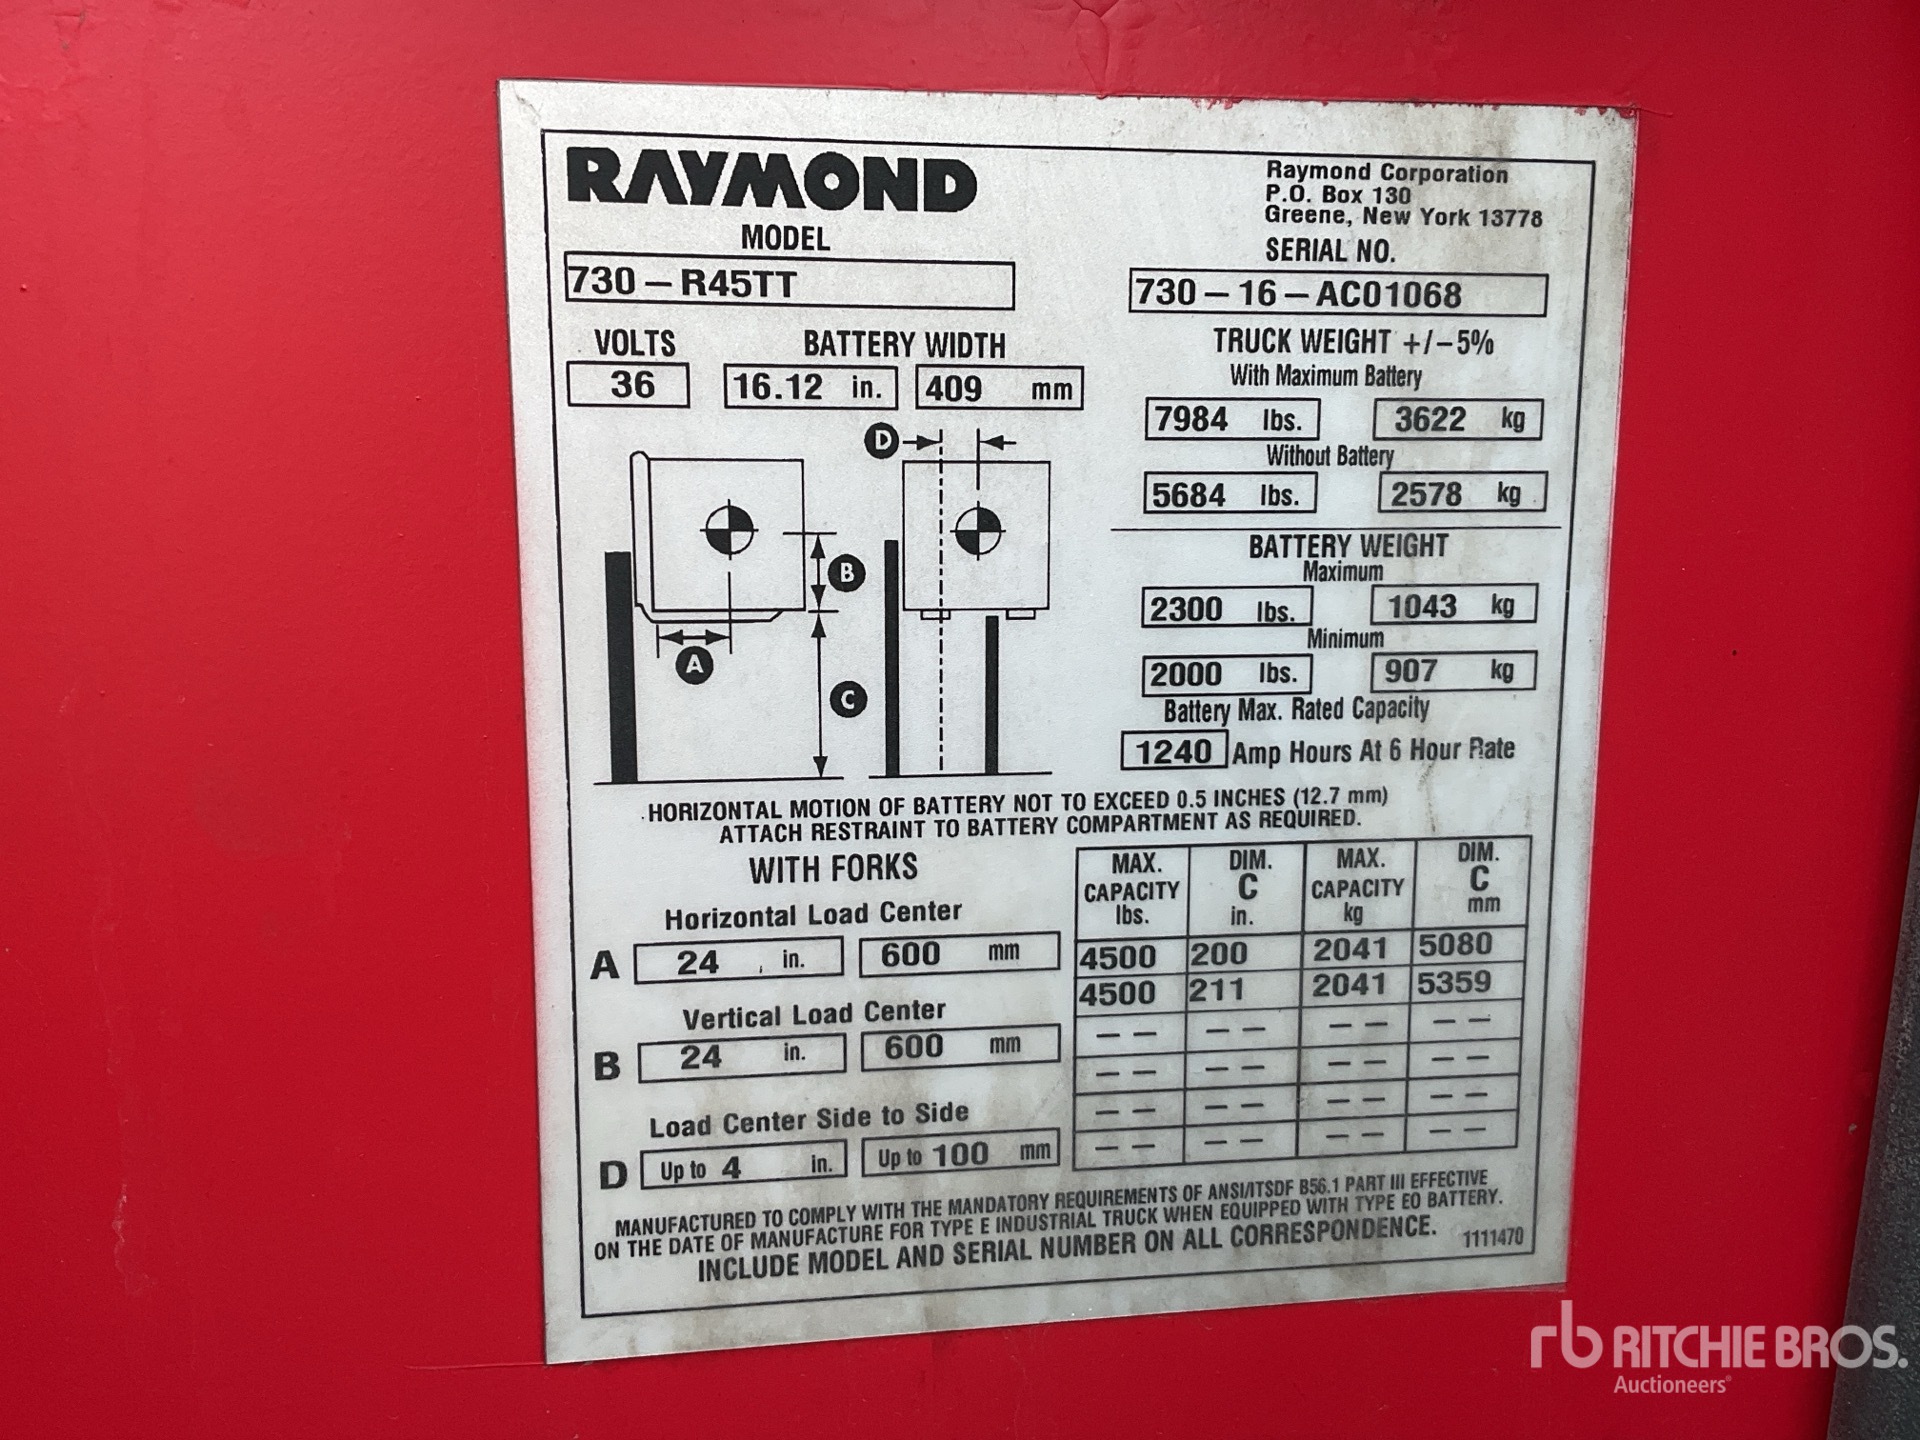 RAYMOND
Raymond Corporation
P.O. Box 130
Greene, New York 13778
MODEL
730-R45TT
SERIAL NO.
730-16-AC01068
VOLTS
36
BATTERY WIDTH
16.12 in. 409 mm
TRUCK WEIGHT +/-5%
With Maximum Battery
7984 lbs. 3622 kg
Without Battery
5684 lbs. 2578 kg
D
B
A
C
BATTERY WEIGHT
Maximum
2300 lbs. 1043 kg
Minimum
2000 lbs. 907 kg
Battery Max. Rated Capacity
1240 Amp Hours At 6 Hour Rate
HORIZONTAL MOTION OF BATTERY NOT TO EXCEED 0.5 INCHES (12.7 mm)
ATTACH RESTRAINT TO BATTERY COMPARTMENT AS REQUIRED.
WITH FORKS
Horizontal Load Center
A 24 in. 600 mm
Vertical Load Center
B 24 in. 600 mm
Load Center Side to Side
D Up to 4 in. Up to 100 mm
MAX. CAPACITY lbs. DIM. C in. MAX. CAPACITY kg DIM. C mm
4500 200 2041 5080
4500 211 2041 5359
-- -- -- --
-- -- -- --
-- -- -- --
-- -- -- --
MANUFACTURED TO COMPLY WITH THE MANDATORY REQUIREMENTS OF ANSI/ITSDF B56.1 PART III EFFECTIVE
ON THE DATE OF MANUFACTURE FOR TYPE E INDUSTRIAL TRUCK WHEN EQUIPPED WITH TYPE EO BATTERY.
INCLUDE MODEL AND SERIAL NUMBER ON ALL CORRESPONDENCE. 1111470
rb RITCHIE BROS.
Auctioneers